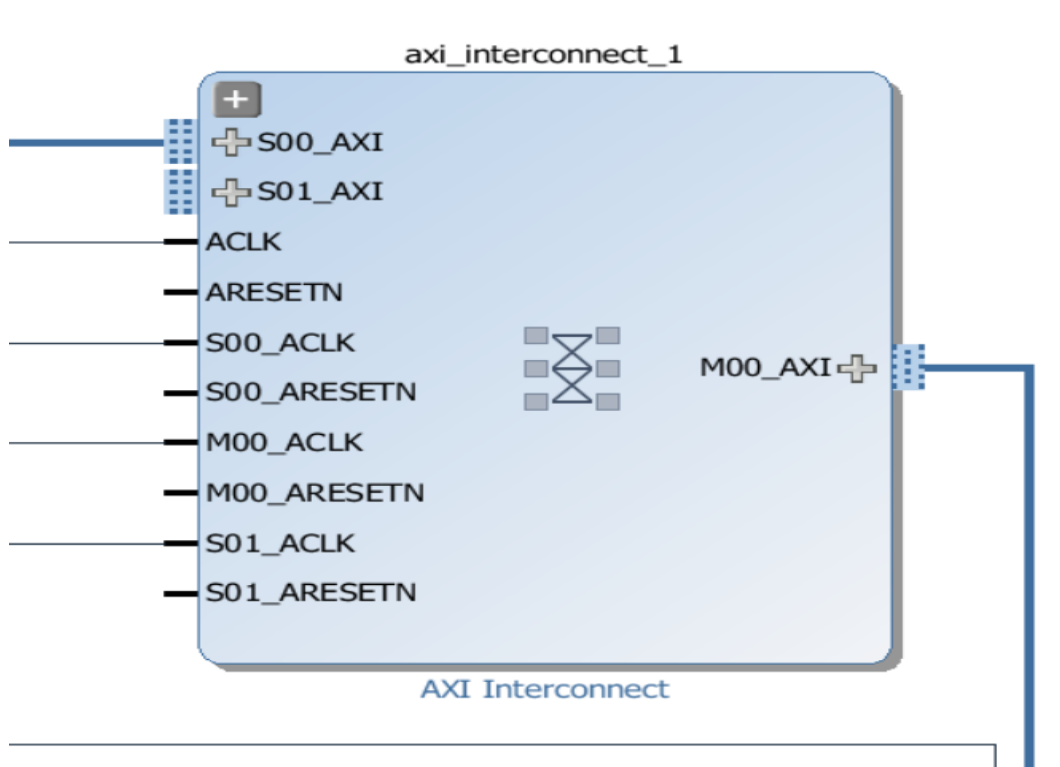 axi_interconnect_1
S00_AXI
S01_AXI
ACLK
ARESETN
S00_ACLK
S00_ARESETN
M00_AXI
M00_ACLK
M00_ARESETN
S01_ACLK
S01_ARESETN
AXI Interconnect